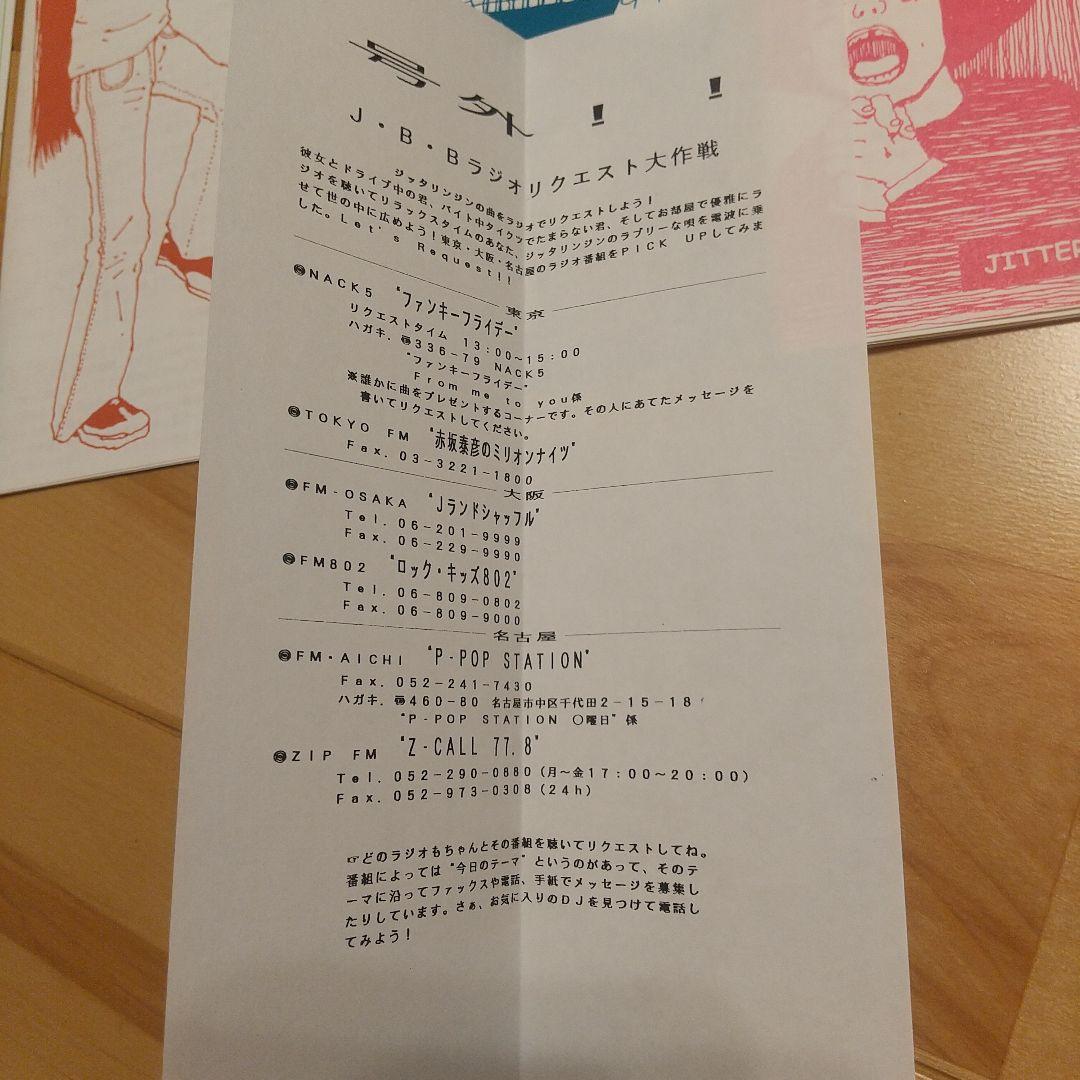 号外！！
J・B・Bラジオリクエスト大作戦
ジッタリンジンの曲をラジオでリクエストしよう！
彼女とドライブ中の君、バイト中タイクツでたまらない君、そしてお部屋で優雅にラ
ジオを聴いてリラックスタイムのあなた、ジッタリンジンのラブリーな唄を電波に乗
せて世の中に広めよう！東京・大阪・名古屋のラジオ番組をPICK UPしてみま
した。Let's Request!!
東京
NACK5 “ファンキーフライデー”
リクエストタイム 13:00~15:00
ハガキ. 〠336-79 NACK5
“ファンキーフライデー”
From me to you係
※誰かに曲をプレゼントするコーナーです。その人にあてたメッセージを
書いてリクエストしてください。
TOKYO FM “赤坂泰彦のミリオンナイツ”
Fax. 03-3221-1800
大阪
FM-OSAKA “Jランドシャッフル”
Tel. 06-201-9999
Fax. 06-229-9990
FM802 “ロック・キッズ802”
Tel. 06-809-0802
Fax. 06-809-9000
名古屋
FM・AICHI “P-POP STATION”
Fax. 052-241-7430
ハガキ. 〠460-80 名古屋市中区千代田2-15-18
“P-POP STATION ○曜日”係
ZIP FM “Z-CALL 77.8”
Tel. 052-290-0880(月~金17:00~20:00)
Fax. 052-973-0308(24h)
☞どのラジオもちゃんとその番組を聴いてリクエストしてね。
番組によっては“今日のテーマ”というのがあって、そのテ
ーマに沿ってファックスや電話、手紙でメッセージを募集し
たりしています。さぁ、お気に入りのDJを見つけて電話し
てみよう！
JITTER